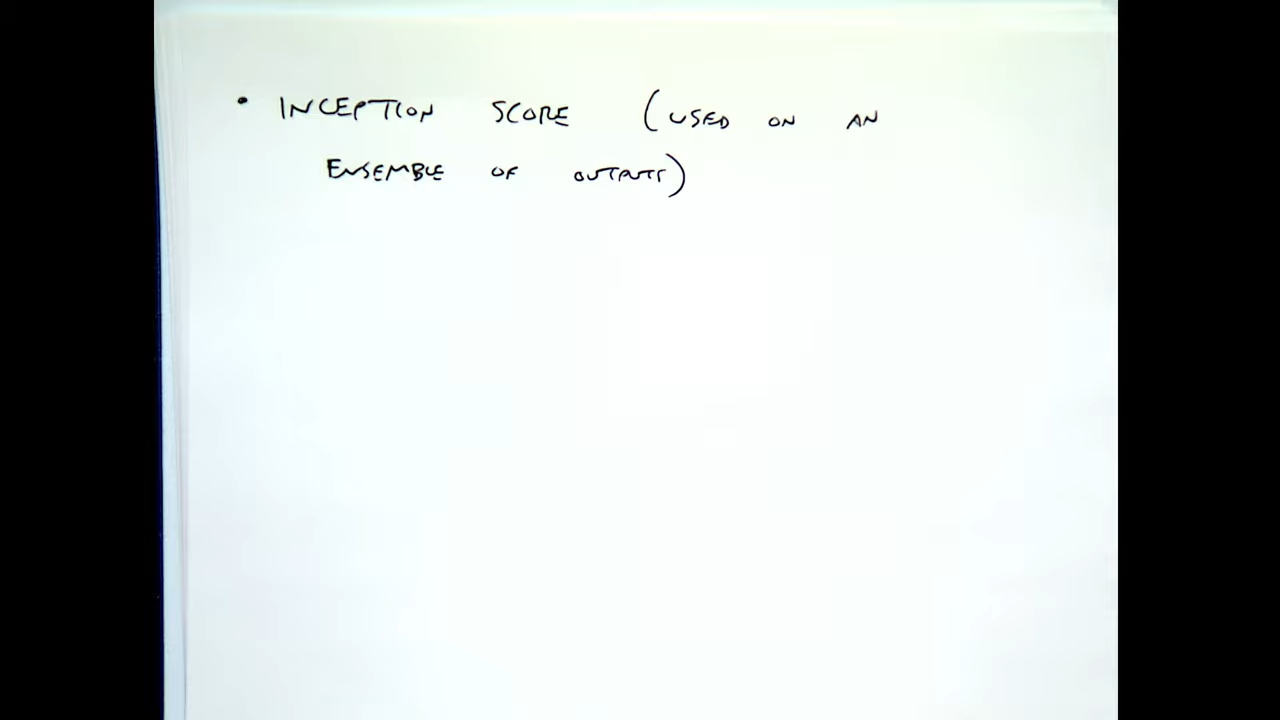 • INCEPTION SCORE (USED ON AN
ENSEMBLE OF OUTPUTS)